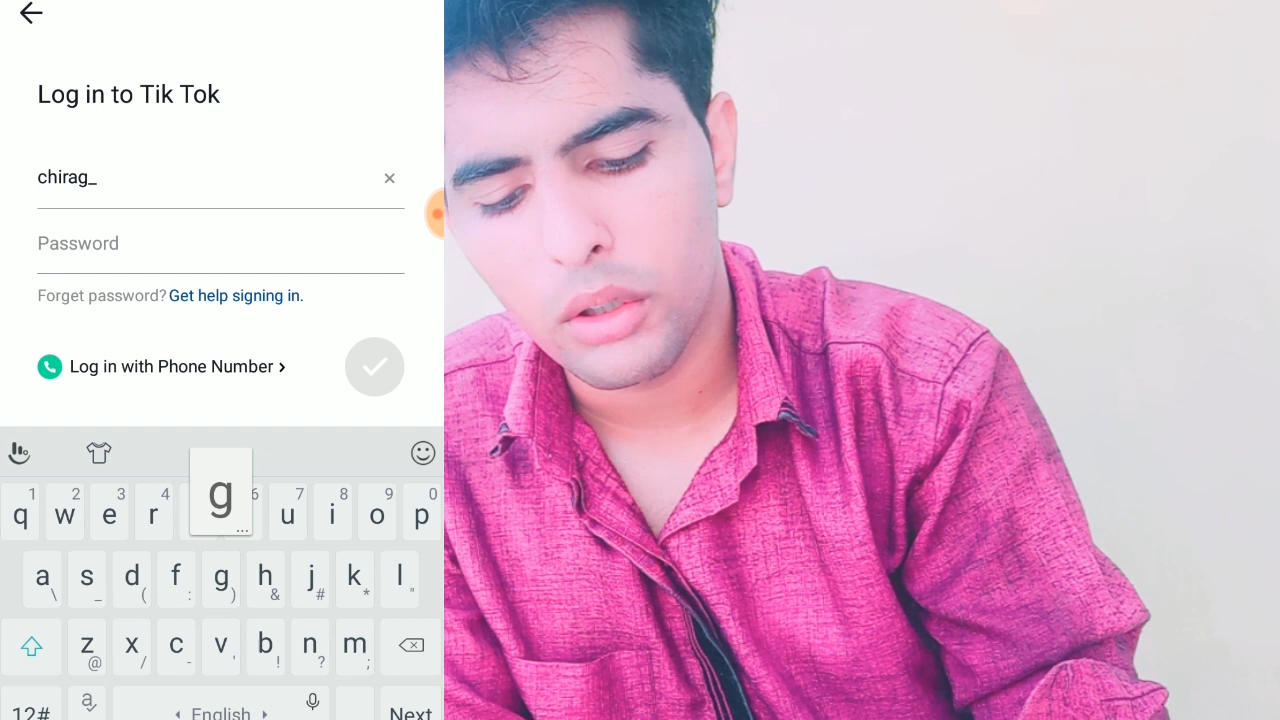 Log in to Tik Tok
chirag_
Password
Forget password? Get help signing in.
Log in with Phone Number
g
...
1 2 3 4 6 7 8 9 0
q w e r u i o p
a s d f g h j k l
\ _ ( : ) & # * "
z x c v b n m
@ / - ' ! ? ;
12# a English Next